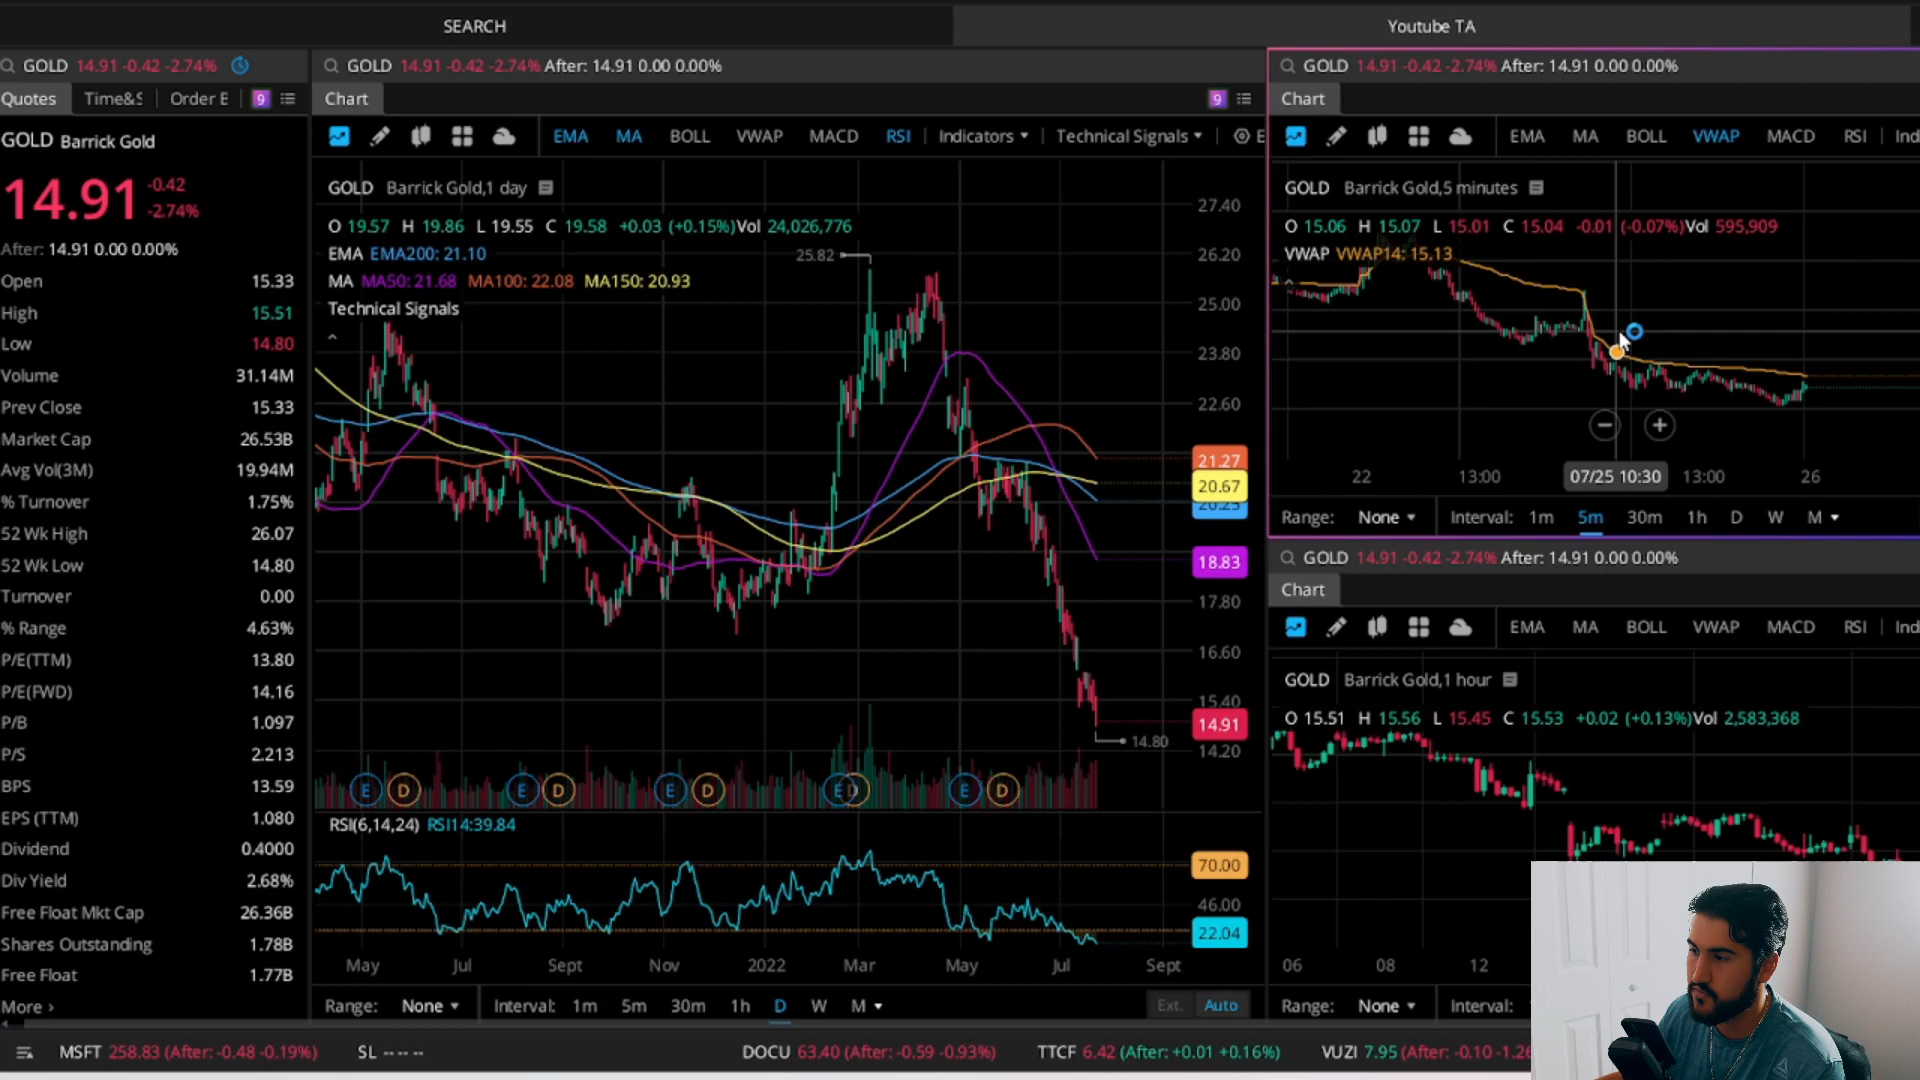 SEARCH
Youtube TA
GOLD 14.91 -0.42 -2.74%
Quotes Time&S Order E 9
GOLD Barrick Gold
14.91 -0.42 -2.74%
After: 14.91 0.00 0.00%
Open 15.33
High 15.51
Low 14.80
Volume 31.14M
Prev Close 15.33
Market Cap 26.53B
Avg Vol(3M) 19.94M
% Turnover 1.75%
52 Wk High 26.07
52 Wk Low 14.80
Turnover 0.00
% Range 4.63%
P/E(TTM) 13.80
P/E(FWD) 14.16
P/B 1.097
P/S 2.213
BPS 13.59
EPS (TTM) 1.080
Dividend 0.4000
Div Yield 2.68%
Free Float Mkt Cap 26.36B
Shares Outstanding 1.78B
Free Float 1.77B
More >
GOLD 14.91 -0.42 -2.74% After: 14.91 0.00 0.00%
Chart 9
EMA MA BOLL VWAP MACD RSI Indicators Technical Signals E
GOLD Barrick Gold,1 day
O 19.57 H 19.86 L 19.55 C 19.58 +0.03 (+0.15%)Vol 24,026,776
EMA EMA200: 21.10
MA MA50: 21.68 MA100: 22.08 MA150: 20.93
Technical Signals
25.82
27.40
26.20
25.00
23.80
22.60
21.27
20.67
20.25
18.83
17.80
16.60
15.40
14.91
14.80
14.20
E D E D E D E D E D
RSI(6,14,24) RSI14:39.84
70.00
46.00
22.04
May Jul Sept Nov 2022 Mar May Jul Sept
Range: None Interval: 1m 5m 30m 1h D W M Ext. Auto
GOLD 14.91 -0.42 -2.74% After: 14.91 0.00 0.00%
Chart
EMA MA BOLL VWAP MACD RSI Ind
GOLD Barrick Gold,5 minutes
O 15.06 H 15.07 L 15.01 C 15.04 -0.01 (-0.07%)Vol 595,909
VWAP VWAP14: 15.13
22 13:00 07/25 10:30 13:00 26
Range: None Interval: 1m 5m 30m 1h D W M
GOLD 14.91 -0.42 -2.74% After: 14.91 0.00 0.00%
Chart
EMA MA BOLL VWAP MACD RSI Ind
GOLD Barrick Gold,1 hour
O 15.51 H 15.56 L 15.45 C 15.53 +0.02 (+0.13%)Vol 2,583,368
06 08 12
Range: None Interval:
MSFT 258.83 (After: -0.48 -0.19%) SL -- -- -- DOCU 63.40 (After: -0.59 -0.93%) TTCF 6.42 (After: +0.01 +0.16%) VUZI 7.95 (After: -0.10 -1.26